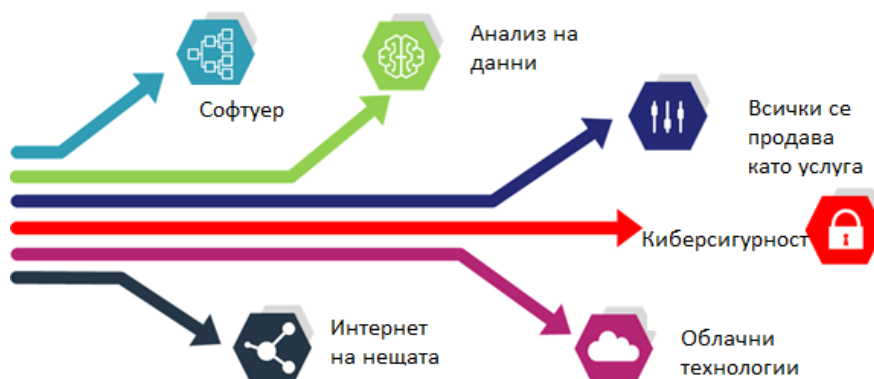 Софтуер
Анализ на
данни
Всички се
продава
като услуга
Киберсигурност
Интернет
на нещата
Облачни
технологии